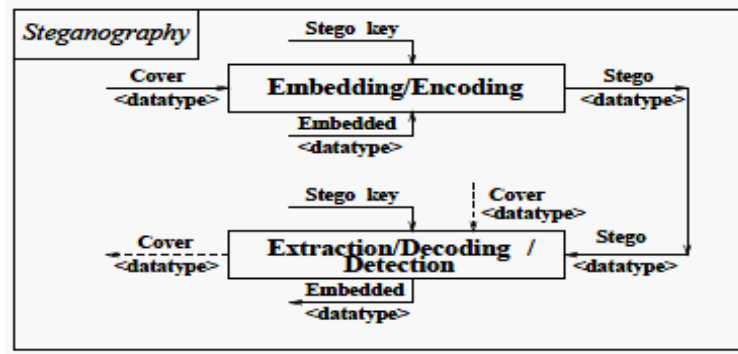 Steganography
Stego key
Cover
<datatype>
Embedding/Encoding
Stego
<datatype>
Embedded
<datatype>
Stego key
Cover
<datatype>
Cover
<datatype>
Extraction/Decoding /
Detection
Stego
<datatype>
Embedded
<datatype>